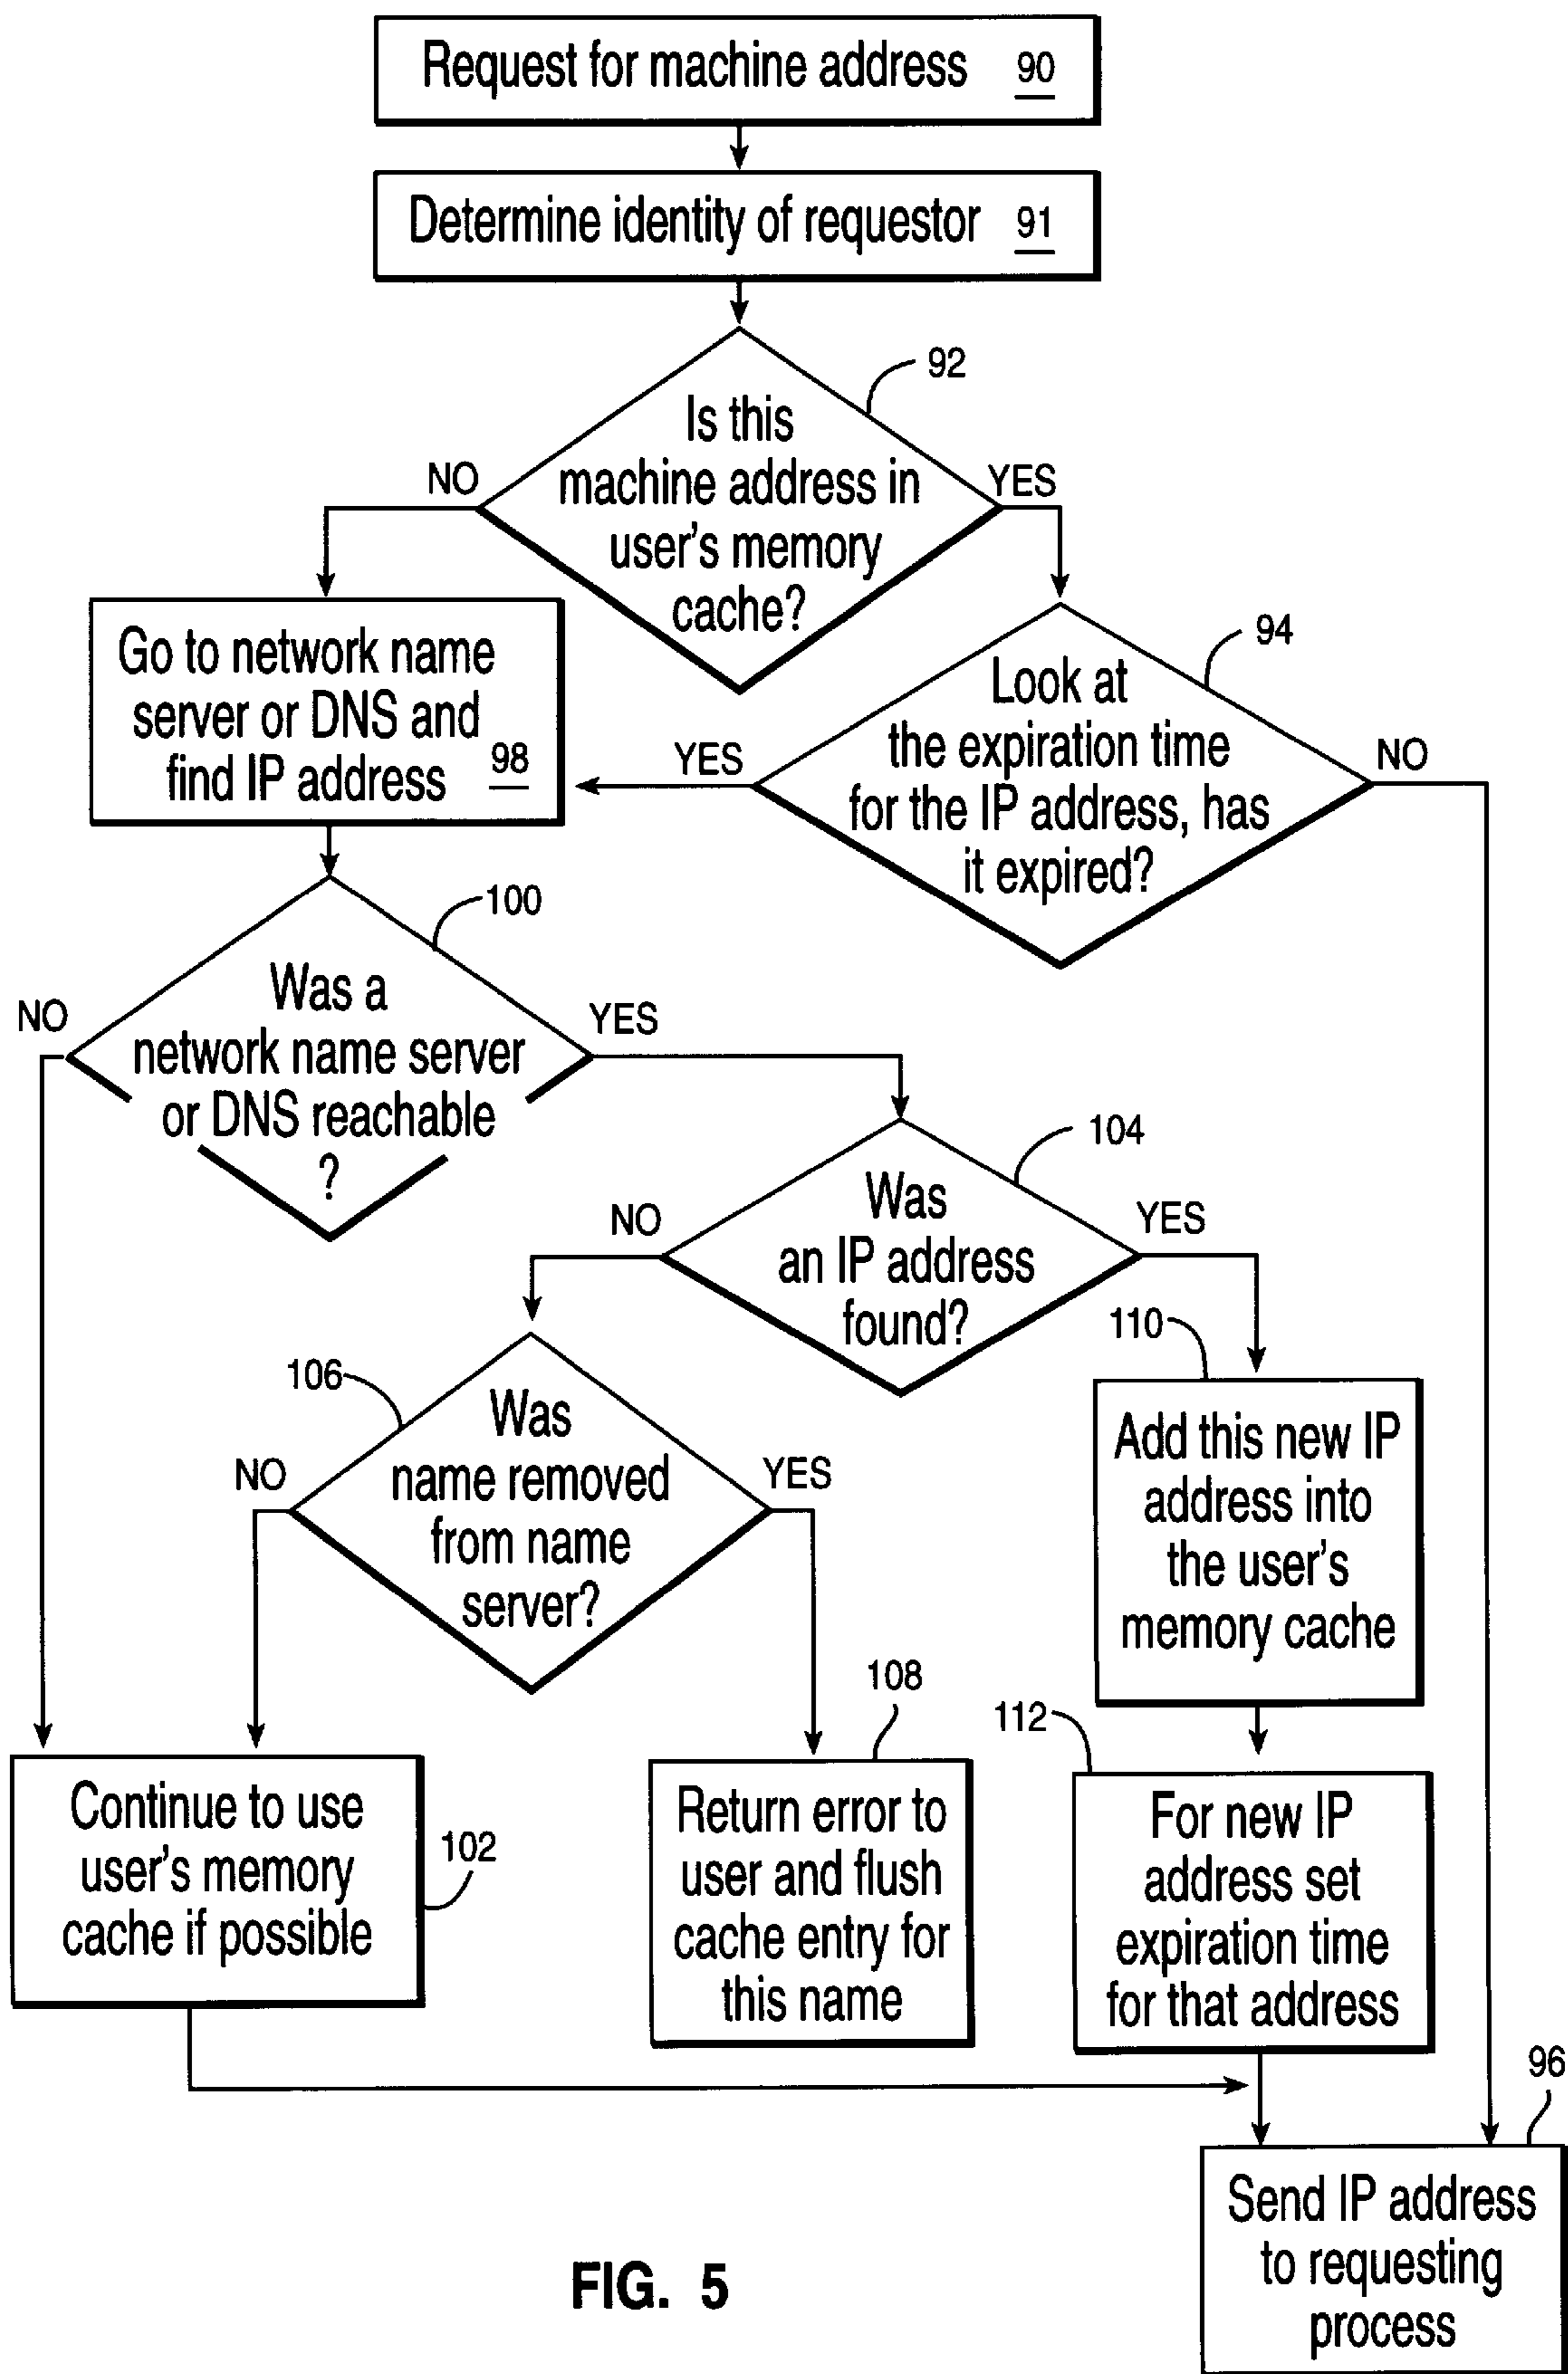 Request for machine address 90
Determine identity of requestor 91
92
Is this
machine address in
user's memory
cache?
NO
YES
Go to network name
server or DNS and
find IP address 98
94
Look at
the expiration time
for the IP address, has
it expired?
YES
NO
100
Was a
network name server
or DNS reachable
?
NO
YES
104
Was
an IP address
found?
NO
YES
106
Was
name removed
from name
server?
NO
YES
110
Add this new IP
address into
the user's
memory cache
Continue to use
user's memory
cache if possible
102
108
Return error to
user and flush
cache entry for
this name
112
For new IP
address set
expiration time
for that address
96
Send IP address
to requesting
process
FIG. 5